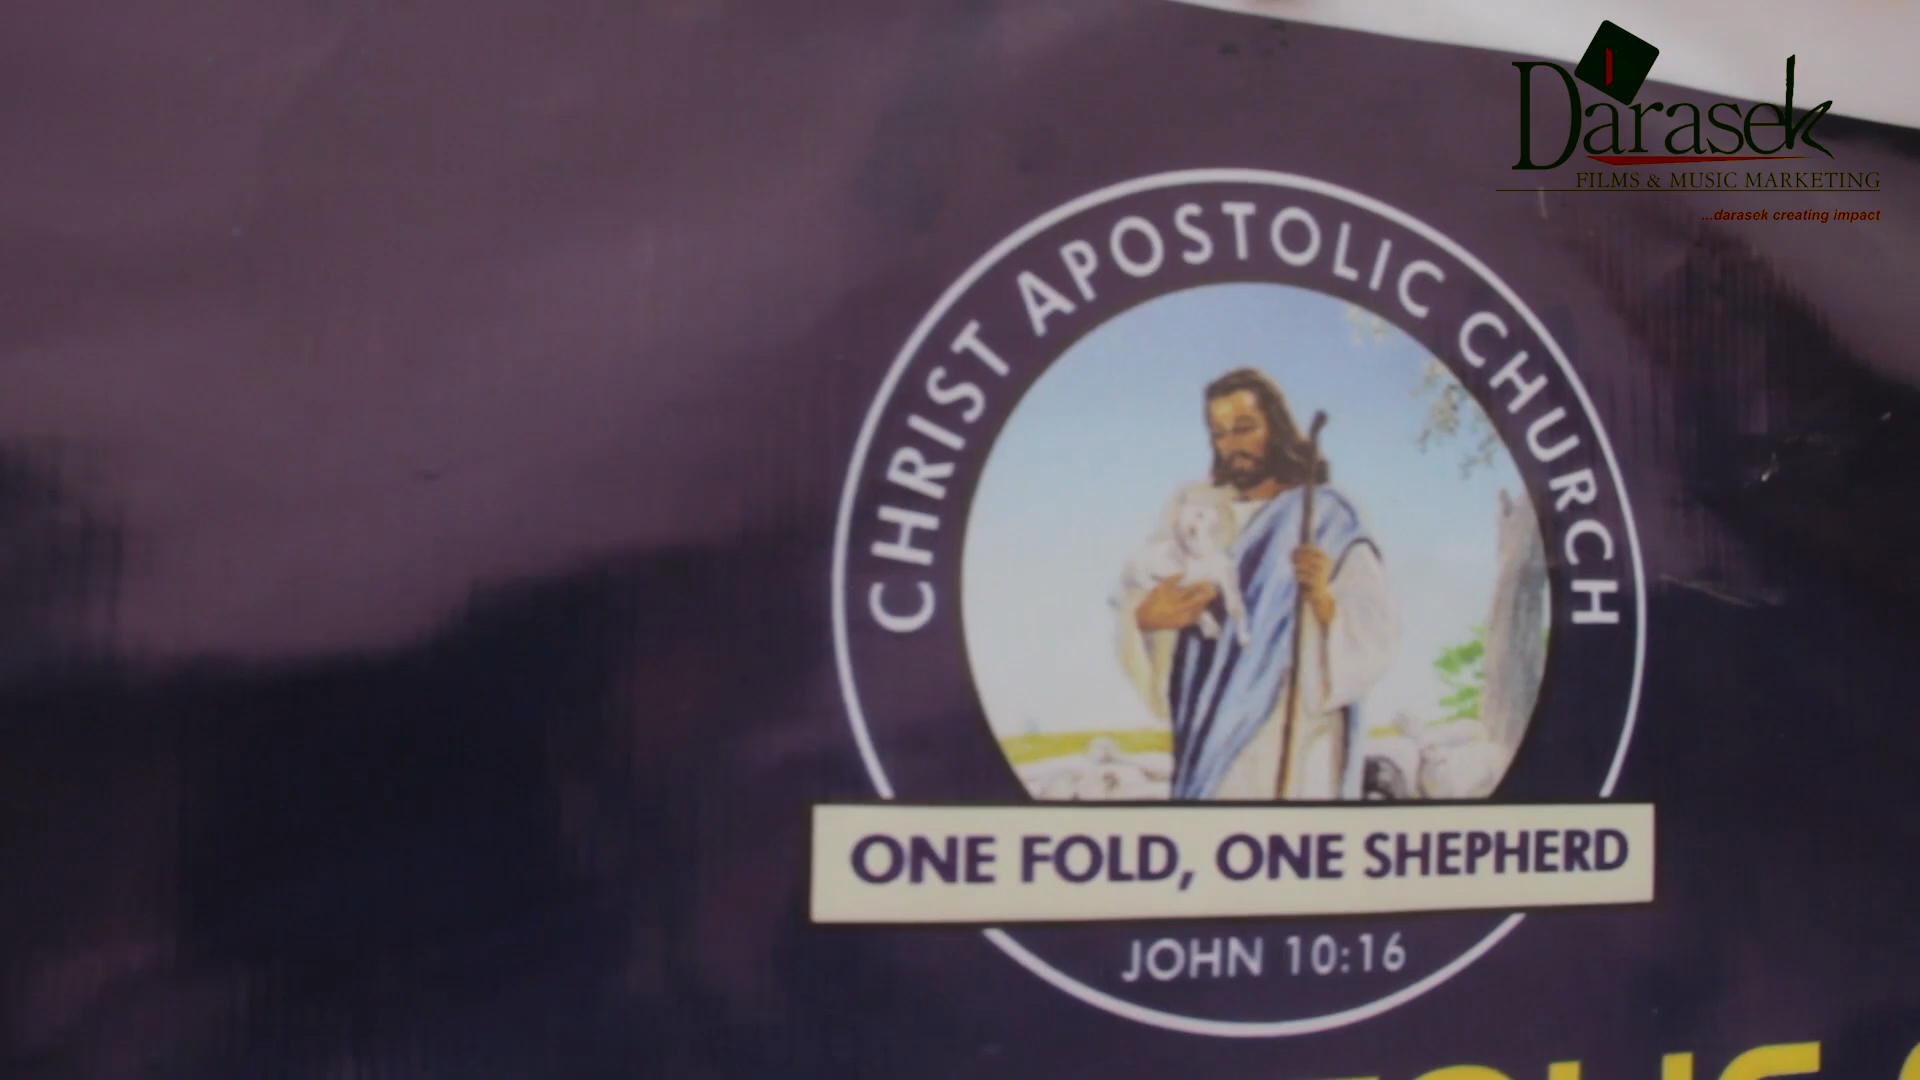 Darasek
FILMS & MUSIC MARKETING
...darasek creating impact
CHRIST APOSTOLIC CHURCH
ONE FOLD, ONE SHEPHERD
JOHN 10:16